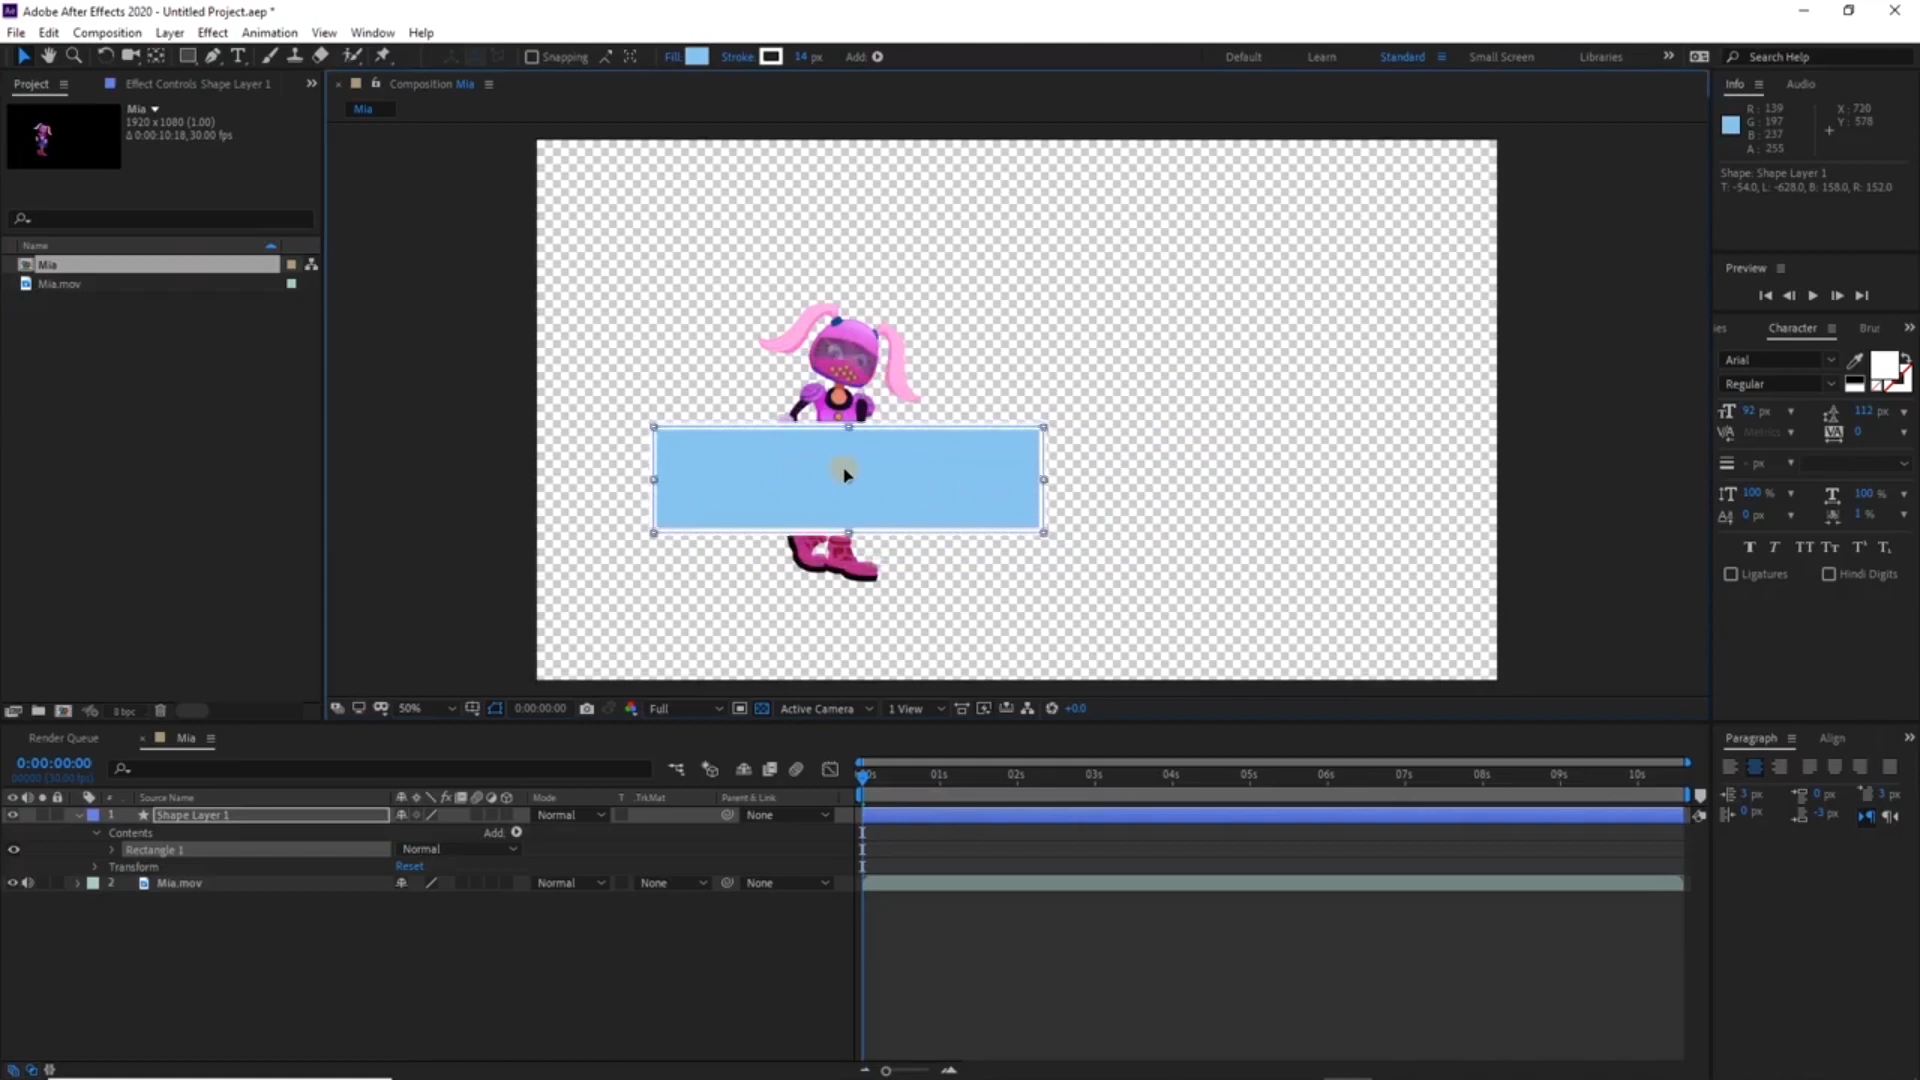 Adobe After Effects 2020 - Untitled Project.aep *
File Edit Composition Layer Effect Animation View Window Help
Snapping Fill: Stroke: 14 px Add: Default Learn Standard Small Screen Libraries Search Help
Project Effect Controls Shape Layer 1
Composition Mia
Info Audio
Mia
1920 x 1080 (1.00)
Δ 0:00:10:18, 30.00 fps
Mia
R: 139
G: 197
B: 237
A: 255
X: 720
Y: 578
Shape: Shape Layer 1
T: -54.0, L: -628.0, B: 158.0, R: 152.0
Name
Mia
Mia.mov
Preview
ies Character Bru
Arial
Regular
92 px 112 px
Metrics 0
- px
100 % 100 %
0 px 1 %
T T TT Tt
Ligatures Hindi Digits
8 bpc
50% 0:00:00:00 Full Active Camera 1 View +0.0
Render Queue Mia
0:00:00:00
00000 (30.00 fps)
01s 02s 03s 04s 05s 06s 07s 08s 09s 10s
# Source Name fx Mode T .TrkMat Parent & Link
1 Shape Layer 1 Normal None
Contents Add:
Rectangle 1 Normal
Transform Reset
2 Mia.mov Normal None None
Paragraph Align
3 px 0 px 3 px
0 px -3 px